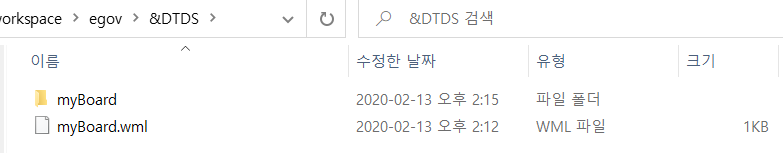 workspace > egov > &DTDS > &DTDS 검색
이름 수정한 날짜 유형 크기
myBoard 2020-02-13 오후 2:15 파일 폴더
myBoard.wml 2020-02-13 오후 2:12 WML 파일 1KB